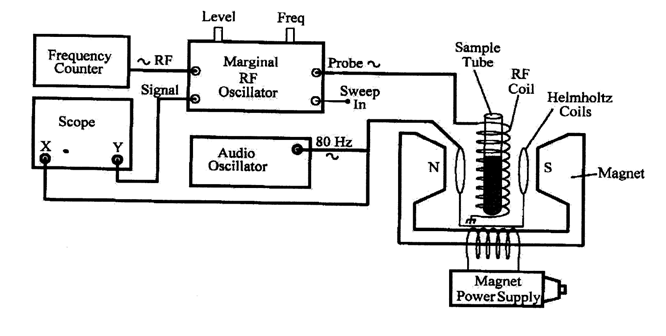 Level
Freq
Frequency
Counter
~ RF
Marginal
RF
Oscillator
Probe ~
Sweep
In
Signal
Sample
Tube
RF
Coil
Helmholtz
Coils
Scope
X
Y
Audio
Oscillator
80 Hz
~
N
S
Magnet
Magnet
Power Supply